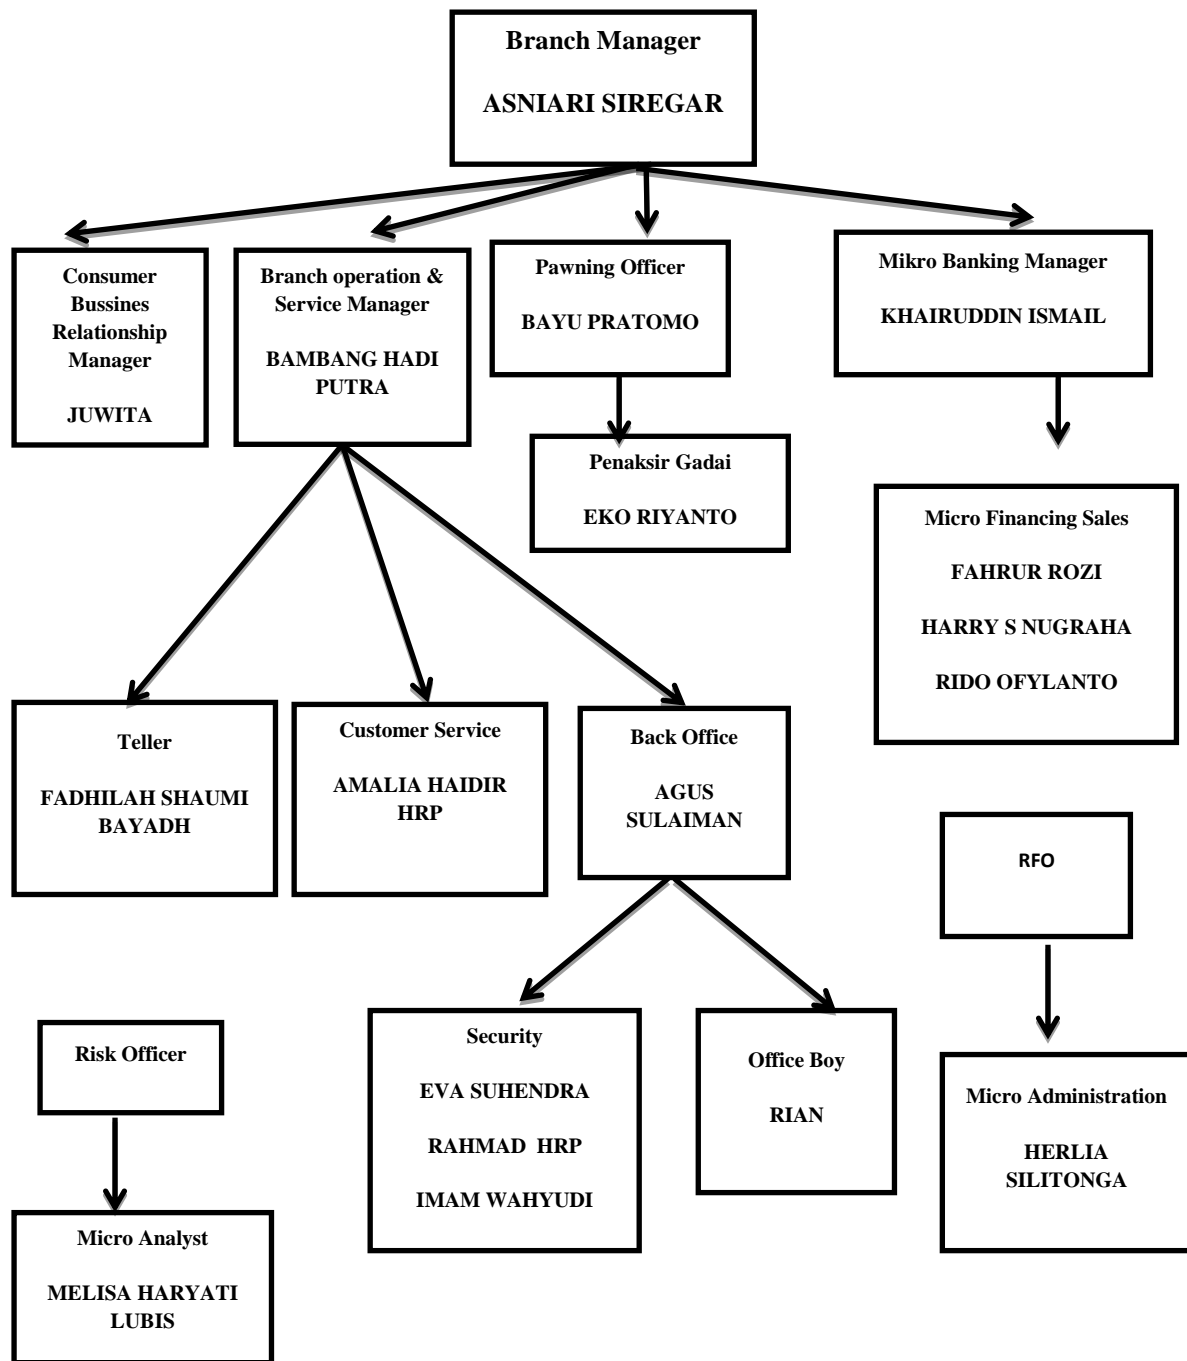 Branch Manager
ASNIARI SIREGAR
Consumer
Bussines
Relationship
Manager
JUWITA
Branch operation &
Service Manager
BAMBANG HADI
PUTRA
Pawning Officer
BAYU PRATOMO
Mikro Banking Manager
KHAIRUDDIN ISMAIL
Penaksir Gadai
EKO RIYANTO
Micro Financing Sales
FAHRUR ROZI
HARRY S NUGRAHA
RIDO OFYLANTO
Teller
FADHILAH SHAUMI
BAYADH
Customer Service
AMALIA HAIDIR
HRP
Back Office
AGUS
SULAIMAN
RFO
Risk Officer
Security
EVA SUHENDRA
RAHMAD  HRP
IMAM WAHYUDI
Office Boy
RIAN
Micro Administration
HERLIA
SILITONGA
Micro Analyst
MELISA HARYATI
LUBIS